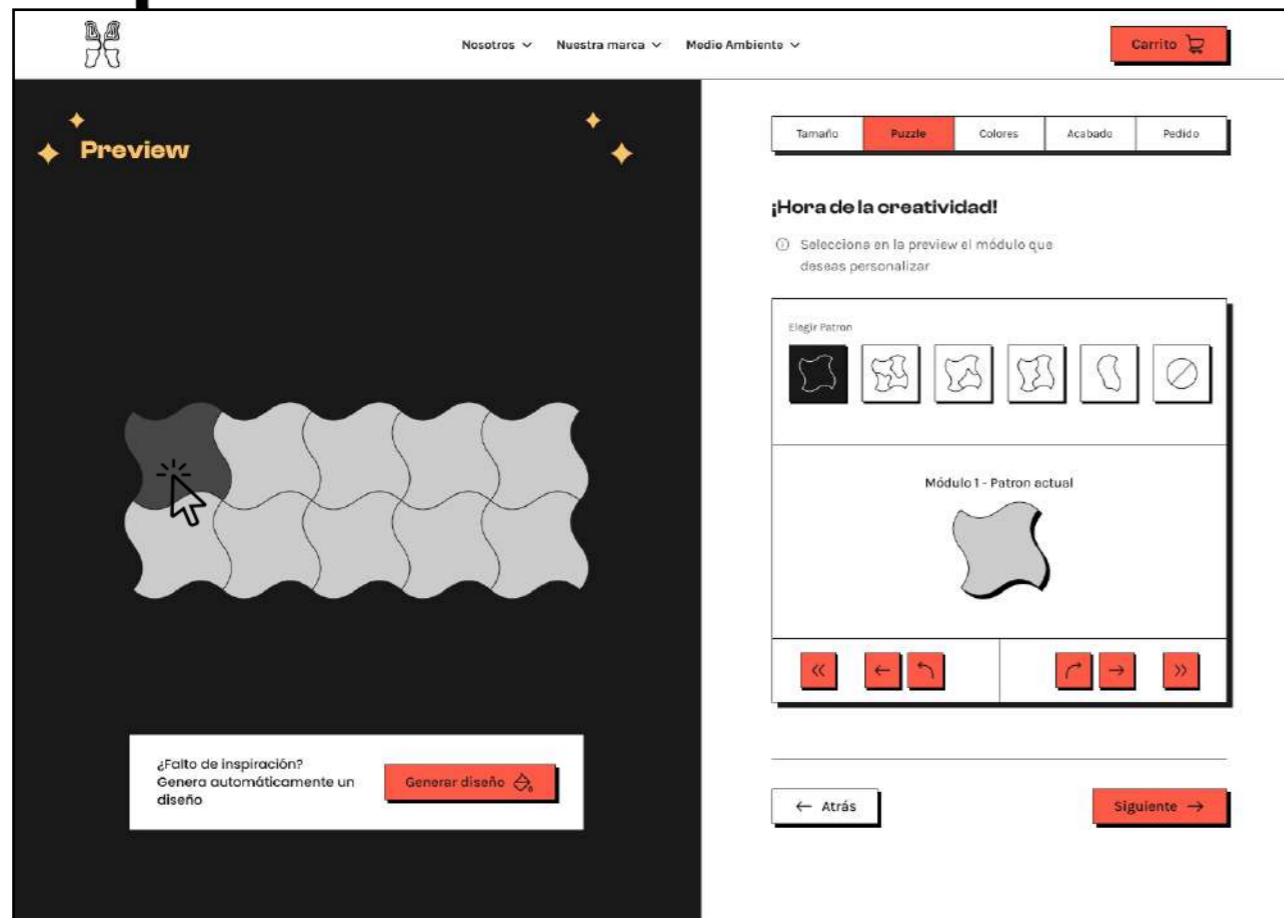 Nosotros
Nuestra marca
Medio Ambiente
Carrito
Preview
Tamaño
Puzzle
Colores
Acabado
Pedido
¡Hora de la creatividad!
Selecciona en la preview el módulo que
deseas personalizar
Elegir Patron
Módulo 1 - Patron actual
¿Falto de inspiración?
Genera automáticamente un
diseño
Generar diseño
← Atrás
Siguiente →